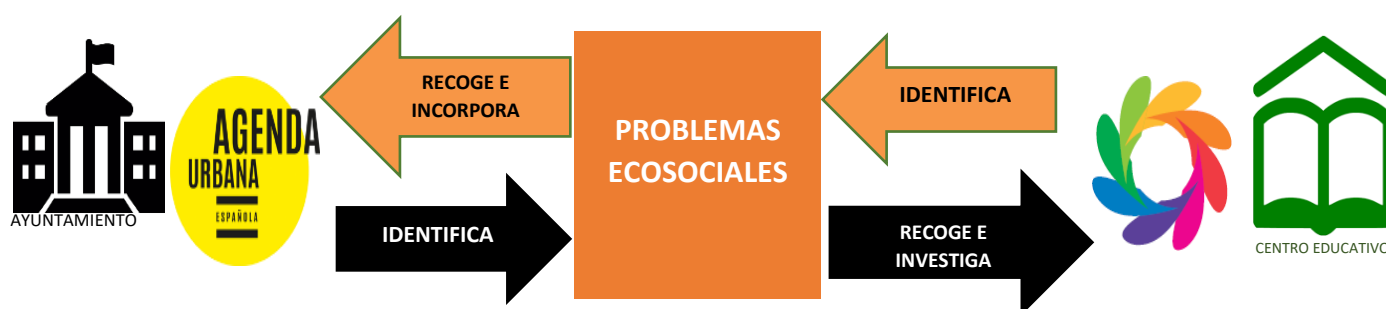 AYUNTAMIENTO
AGENDA
URBANA
ESPAÑOLA
RECOGE E
INCORPORA
IDENTIFICA
PROBLEMAS
ECOSOCIALES
IDENTIFICA
RECOGE E
INVESTIGA
CENTRO EDUCATIVO